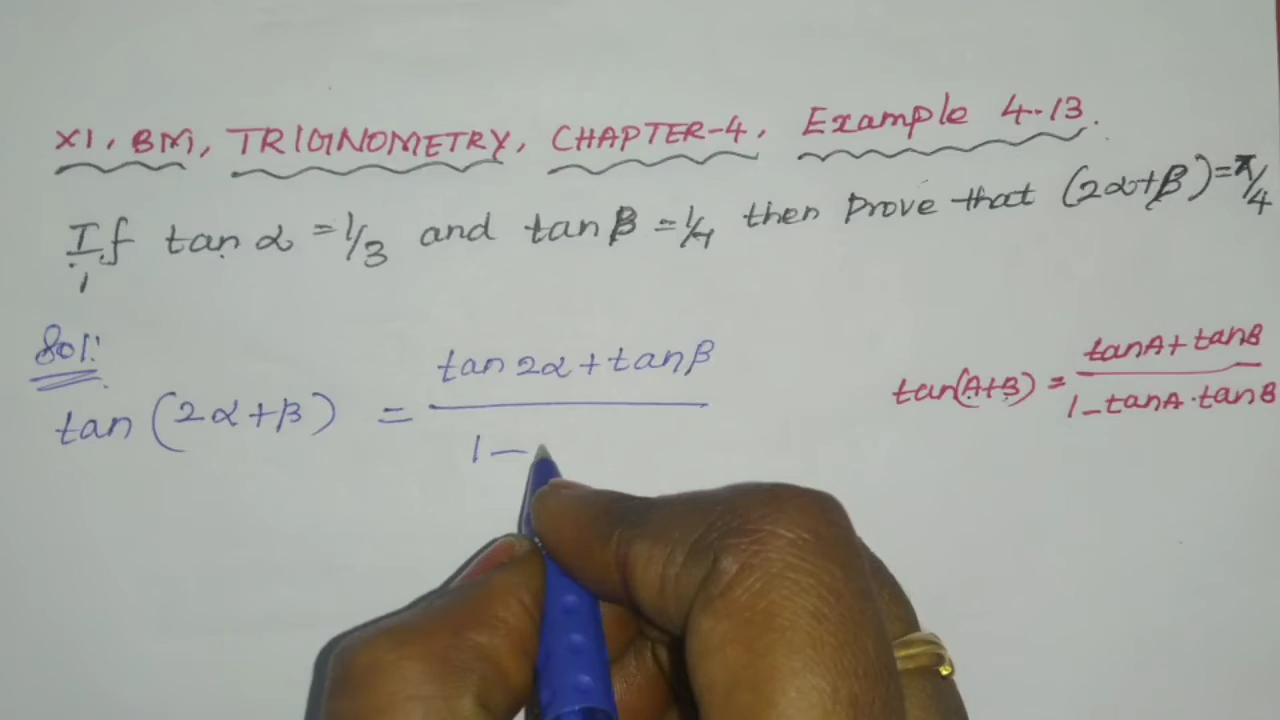 XI, BM, TRIGNOMETRY, CHAPTER-4, Example 4.13.
If tan α = 1/3 and tan β = 1/4 then prove that (2α+β) = π/4
Sol:
tan (2α+β) = (tan 2α + tan β) / (1 -
tan(A+B) = (tanA + tanB) / (1 - tanA · tanB)